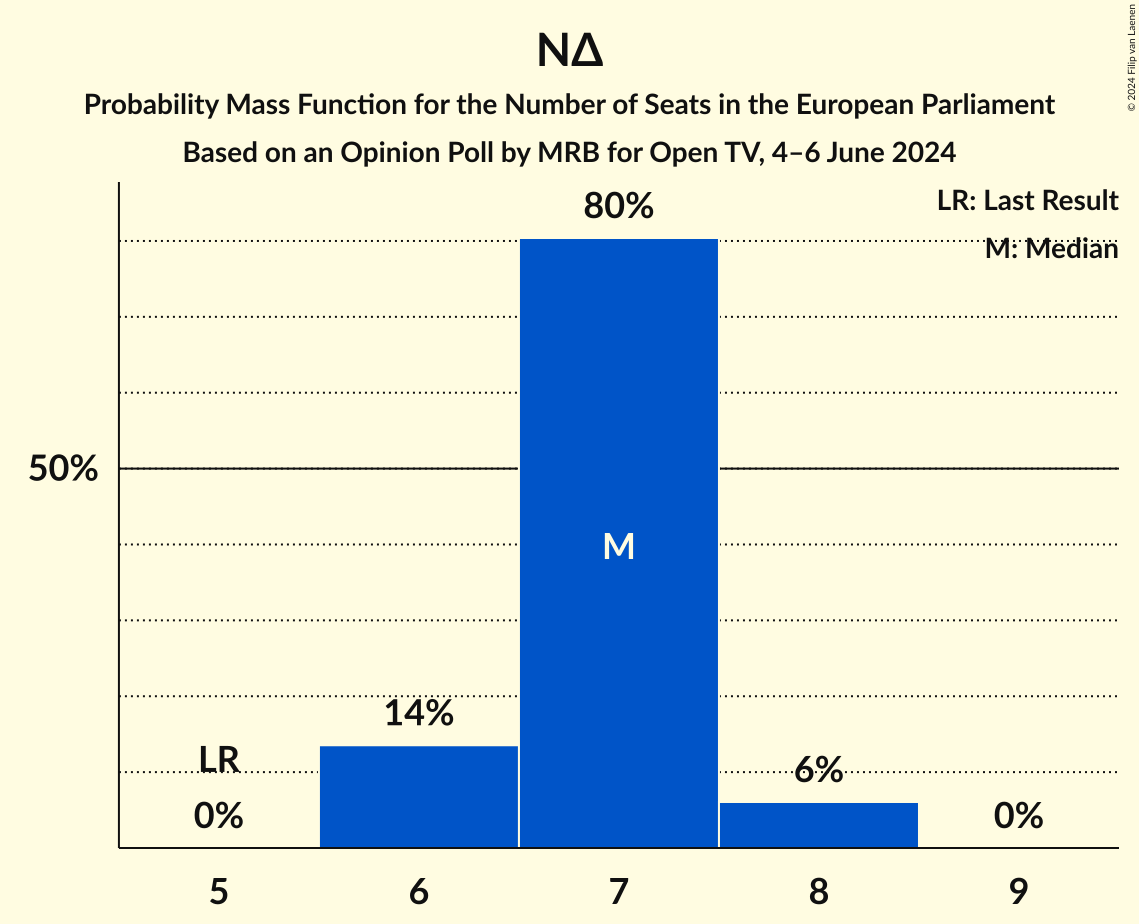 ΝΔ
Probability Mass Function for the Number of Seats in the European Parliament
Based on an Opinion Poll by MRB for Open TV, 4–6 June 2024
© 2024 Filip van Laenen
LR: Last Result
M: Median
80%
50%
M
14%
LR
6%
0%
0%
5 6 7 8 9